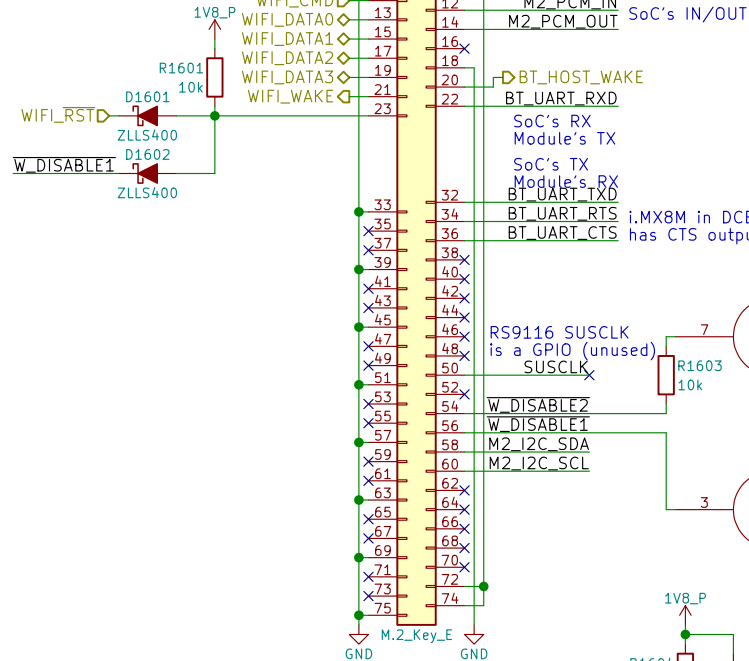 WIFI_CMD
13
WIFI_DATA0
15
WIFI_DATA1
17
WIFI_DATA2
19
WIFI_DATA3
21
WIFI_WAKE
23
1V8_P
R1601
10k
D1601
WIFI_RST
ZLLS400
D1602
W_DISABLE1
ZLLS400
12
M2_PCM_IN
14
M2_PCM_OUT
SoC's IN/OUT
16
18
20
BT_HOST_WAKE
22
BT_UART_RXD
SoC's RX
Module's TX
SoC's TX
Module's RX
32
BT_UART_TXD
34
BT_UART_RTS
36
BT_UART_CTS
i.MX8M in DCE
has CTS outpu
33
35
37
39
41
43
45
47
49
51
53
55
57
59
61
63
65
67
69
71
73
75
38
40
42
44
46
48
50
52
54
56
58
60
62
64
66
68
70
72
74
RS9116 SUSCLK
is a GPIO (unused)
SUSCLK
W_DISABLE2
W_DISABLE1
M2_I2C_SDA
M2_I2C_SCL
7
R1603
10k
3
M.2_Key_E
GND
GND
1V8_P